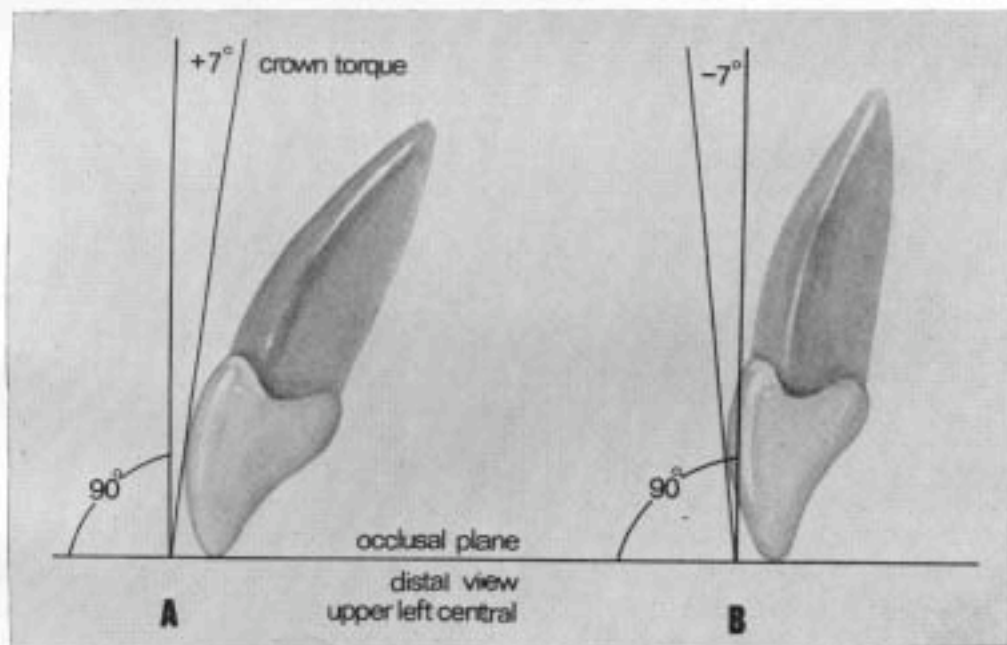 +7° crown torque
-7°
90°
90°
occlusal plane
distal view
upper left central
A
B